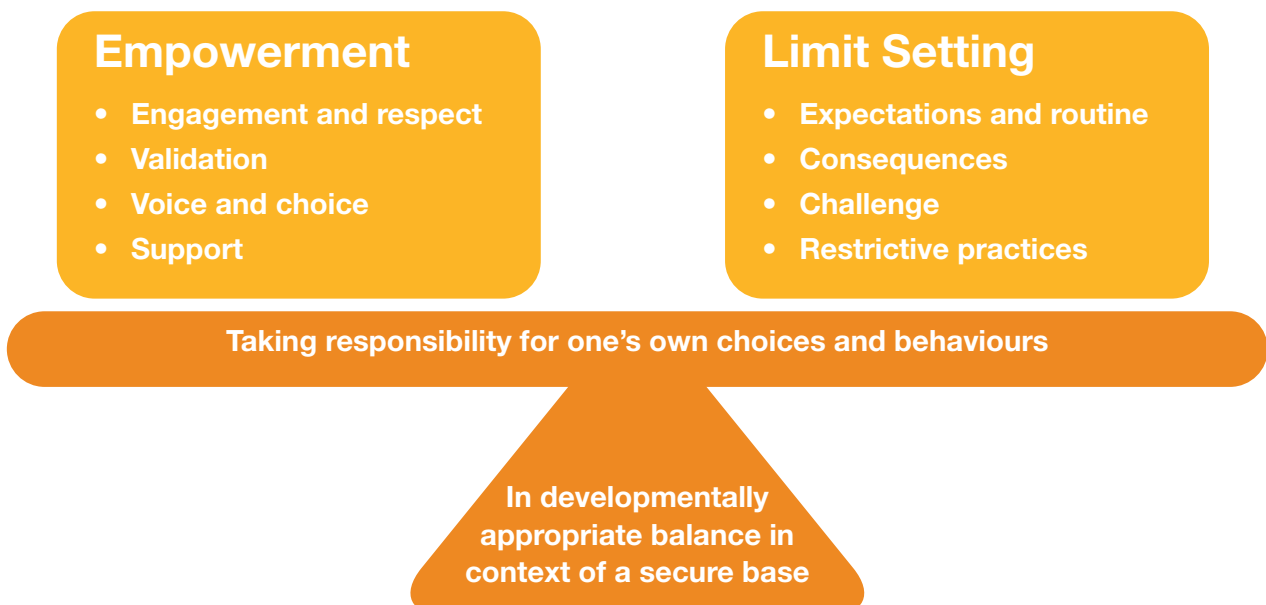 Empowerment
• Engagement and respect
• Validation
• Voice and choice
• Support
Limit Setting
• Expectations and routine
• Consequences
• Challenge
• Restrictive practices
Taking responsibility for one’s own choices and behaviours
In developmentally
appropriate balance in
context of a secure base